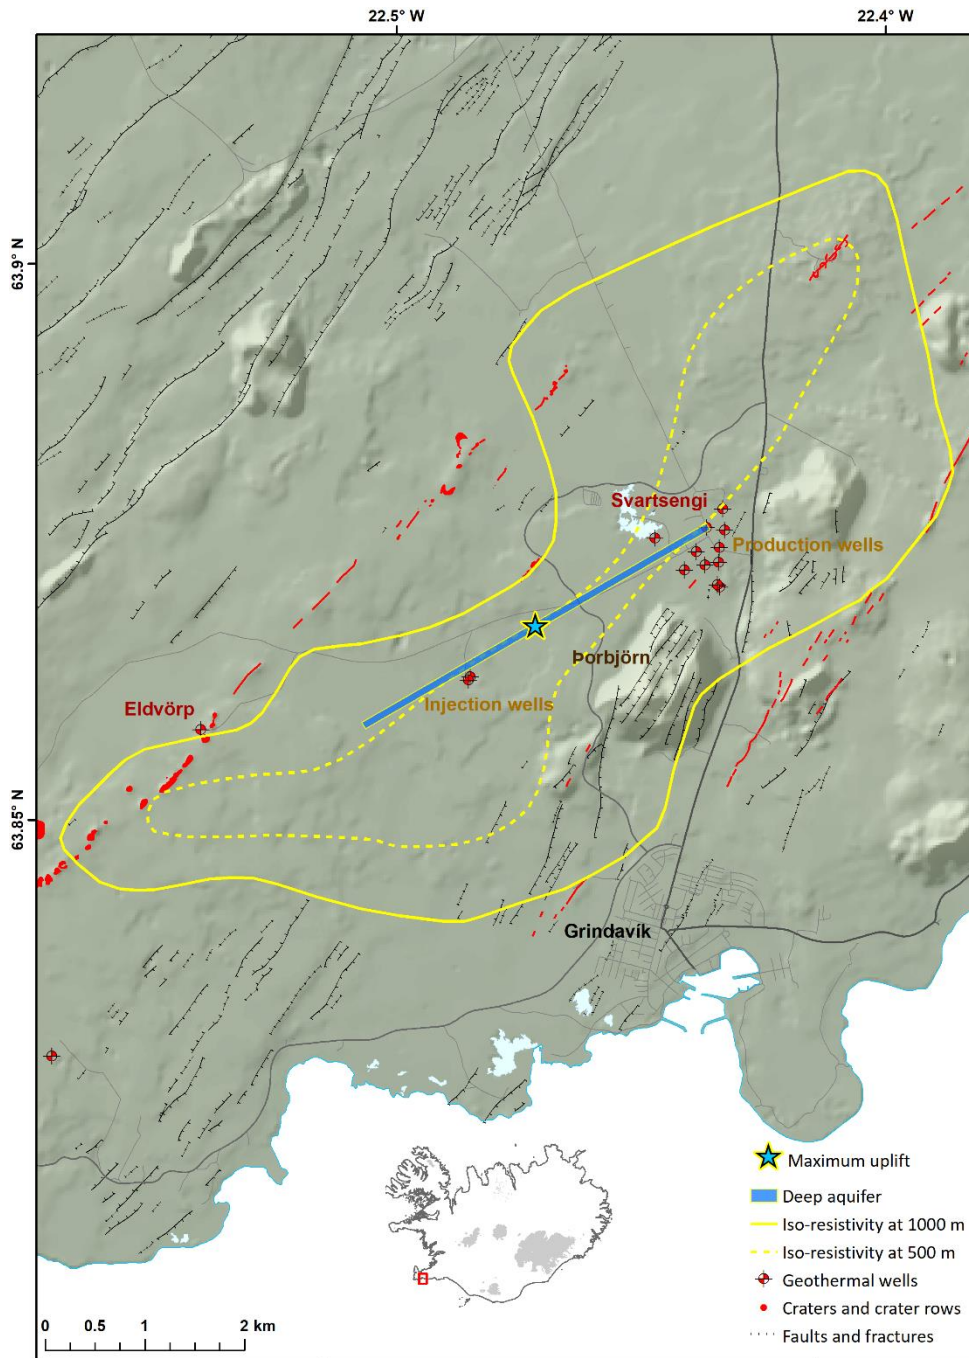 22.5° W
22.4° W
63.9° N
Svartsengi
Production wells
Þorbjörn
Eldvörp
Injection wells
63.85° N
Grindavík
Maximum uplift
Deep aquifer
Iso-resistivity at 1000 m
Iso-resistivity at 500 m
Geothermal wells
Craters and crater rows
Faults and fractures
0 0.5 1 2 km